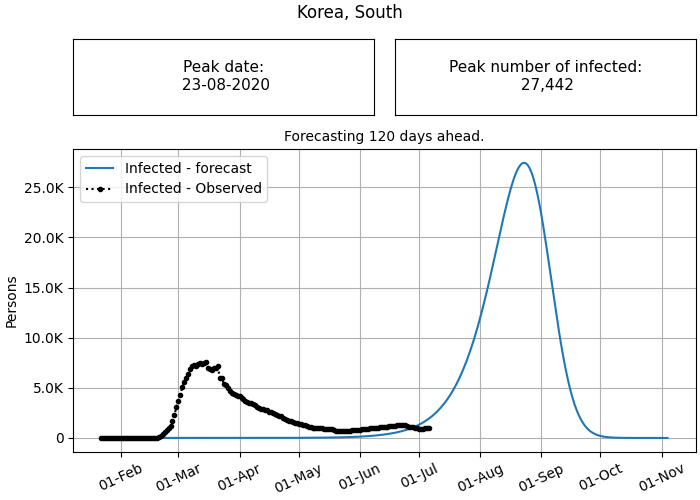 Korea, South
Peak date:
23-08-2020
Peak number of infected:
27,442
Forecasting 120 days ahead.
Infected - forecast
Infected - Observed
25.0K
20.0K
15.0K
10.0K
5.0K
0
Persons
01-Feb
01-Mar
01-Apr
01-May
01-Jun
01-Jul
01-Aug
01-Sep
01-Oct
01-Nov